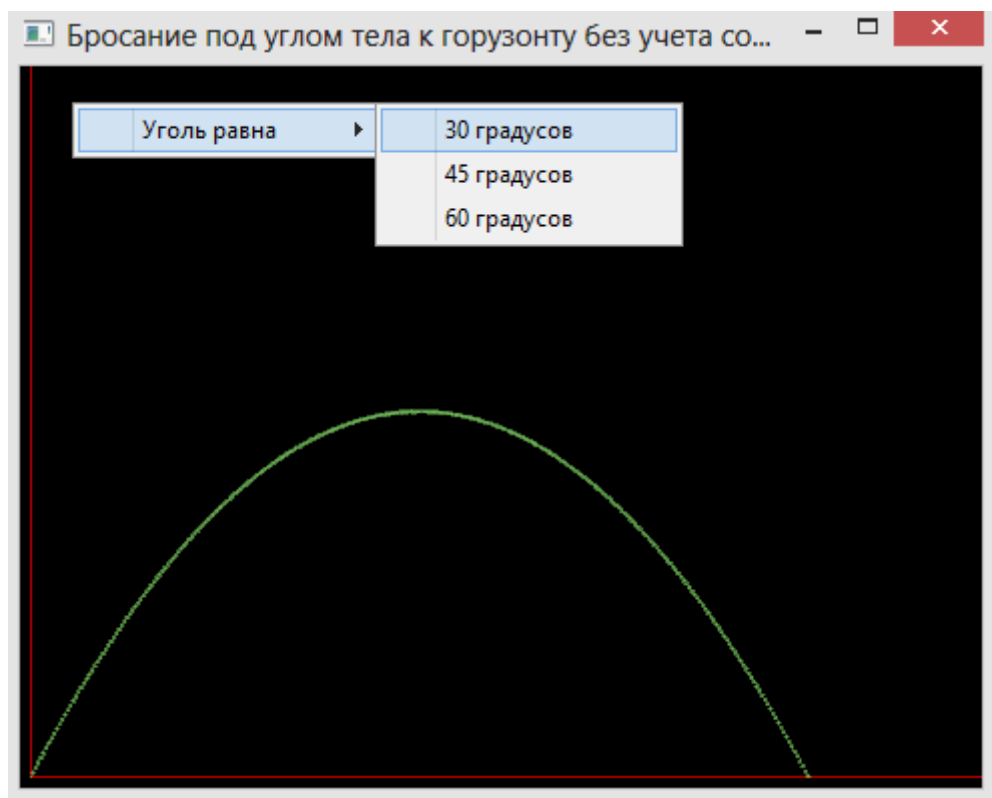 Бросание под углом тела к горузонту без учета со...
Уголь равна
30 градусов
45 градусов
60 градусов